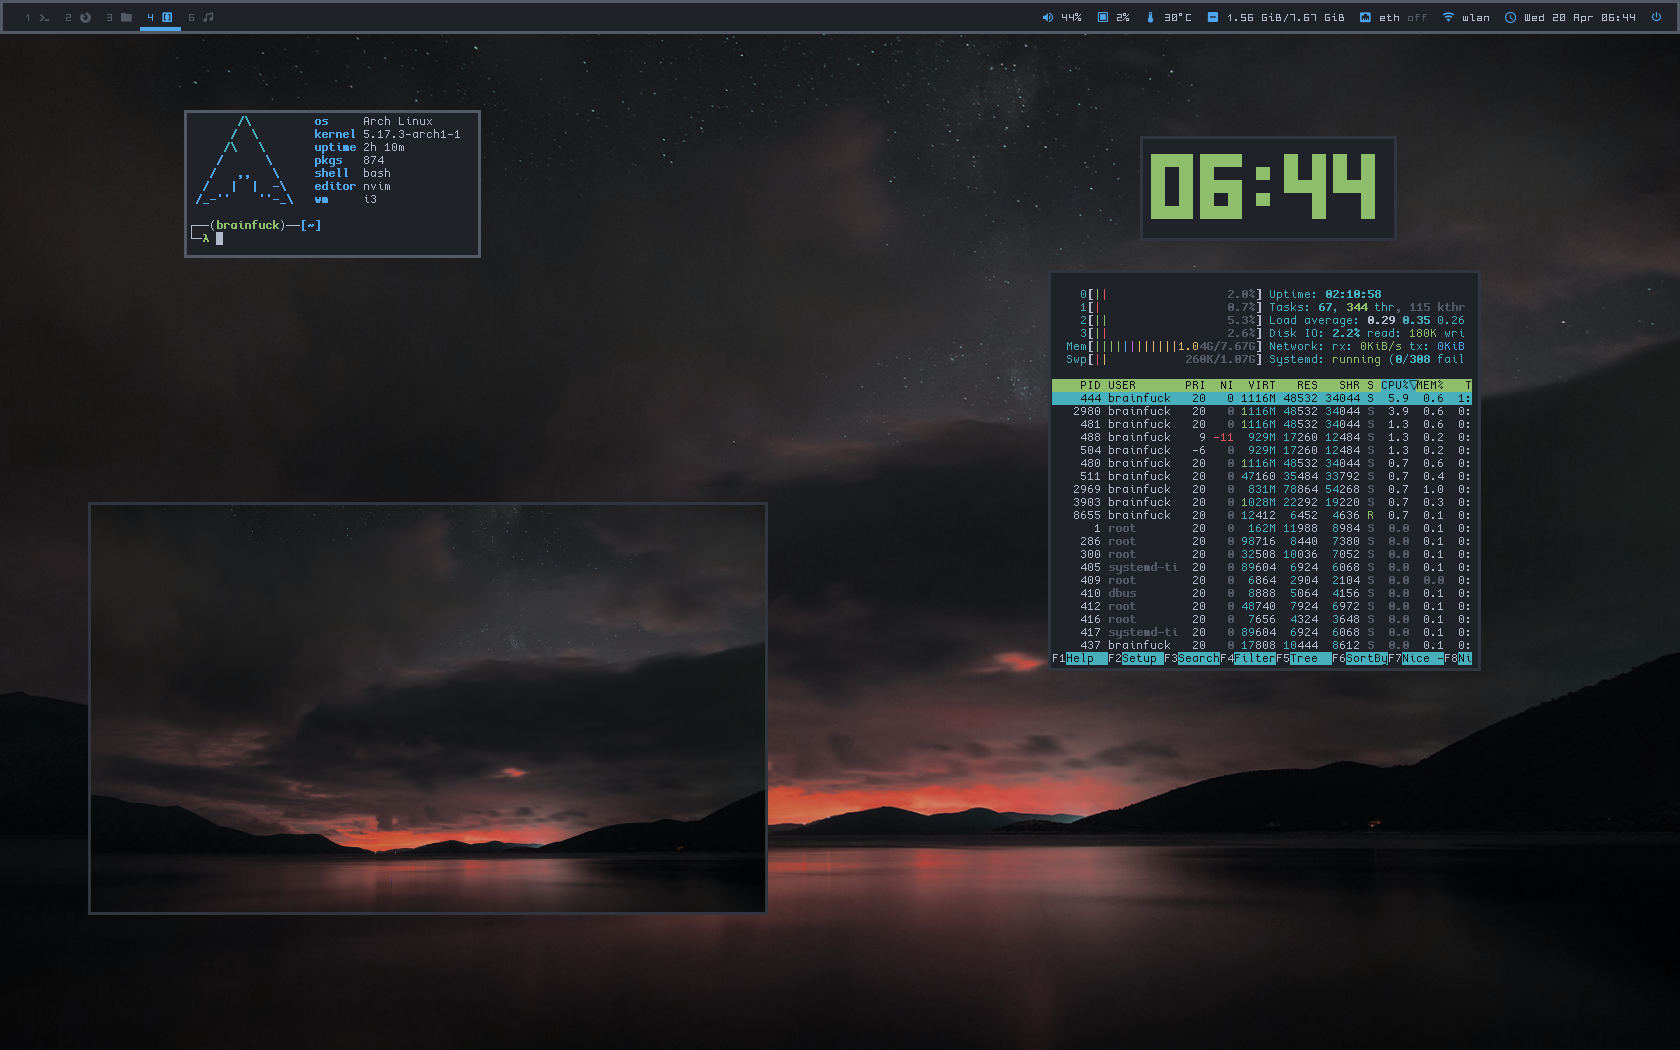 1 2 3 4 6 44% 2% 30°C 1.56 GiB/7.67 GiB eth off wlan Wed 20 Apr 06:44
os Arch Linux
kernel 5.17.3-arch1-1
uptime 2h 10m
pkgs 874
shell bash
editor nvim
wm i3
(brainfuck)—[~]
λ
06:44
0[|| 2.0%] Uptime: 02:10:58
1[| 0.7%] Tasks: 67, 344 thr, 115 kthr
2[|| 5.3%] Load average: 0.29 0.35 0.26
3[|| 2.6%] Disk IO: 2.2% read: 180K wri
Mem[||||||||||||1.04G/7.67G] Network: rx: 0KiB/s tx: 0KiB
Swp[|| 260K/1.07G] Systemd: running (0/308 fail
PID USER PRI NI VIRT RES SHR S CPU%▽MEM% T
444 brainfuck 20 0 1116M 48532 34044 S 5.9 0.6 1:
2980 brainfuck 20 0 1116M 48532 34044 S 3.9 0.6 0:
481 brainfuck 20 0 1116M 48532 34044 S 1.3 0.6 0:
488 brainfuck 9 -11 929M 17260 12484 S 1.3 0.2 0:
504 brainfuck -6 0 929M 17260 12484 S 1.3 0.2 0:
480 brainfuck 20 0 1116M 48532 34044 S 0.7 0.6 0:
511 brainfuck 20 0 47160 35484 33792 S 0.7 0.4 0:
2969 brainfuck 20 0 831M 78864 54268 S 0.7 1.0 0:
3903 brainfuck 20 0 1028M 22292 19220 S 0.7 0.3 0:
8655 brainfuck 20 0 12412 6452 4636 R 0.7 0.1 0:
1 root 20 0 162M 11988 8984 S 0.0 0.1 0:
286 root 20 0 98716 8440 7380 S 0.0 0.1 0:
300 root 20 0 32508 10036 7052 S 0.0 0.1 0:
405 systemd-ti 20 0 89604 6924 6068 S 0.0 0.1 0:
409 root 20 0 6864 2904 2104 S 0.0 0.0 0:
410 dbus 20 0 8888 5064 4156 S 0.0 0.1 0:
412 root 20 0 48740 7924 6972 S 0.0 0.1 0:
416 root 20 0 7656 4324 3648 S 0.0 0.1 0:
417 systemd-ti 20 0 89604 6924 6068 S 0.0 0.1 0:
437 brainfuck 20 0 17808 10444 8612 S 0.0 0.1 0:
F1Help F2Setup F3SearchF4FilterF5Tree F6SortByF7Nice -F8Ni